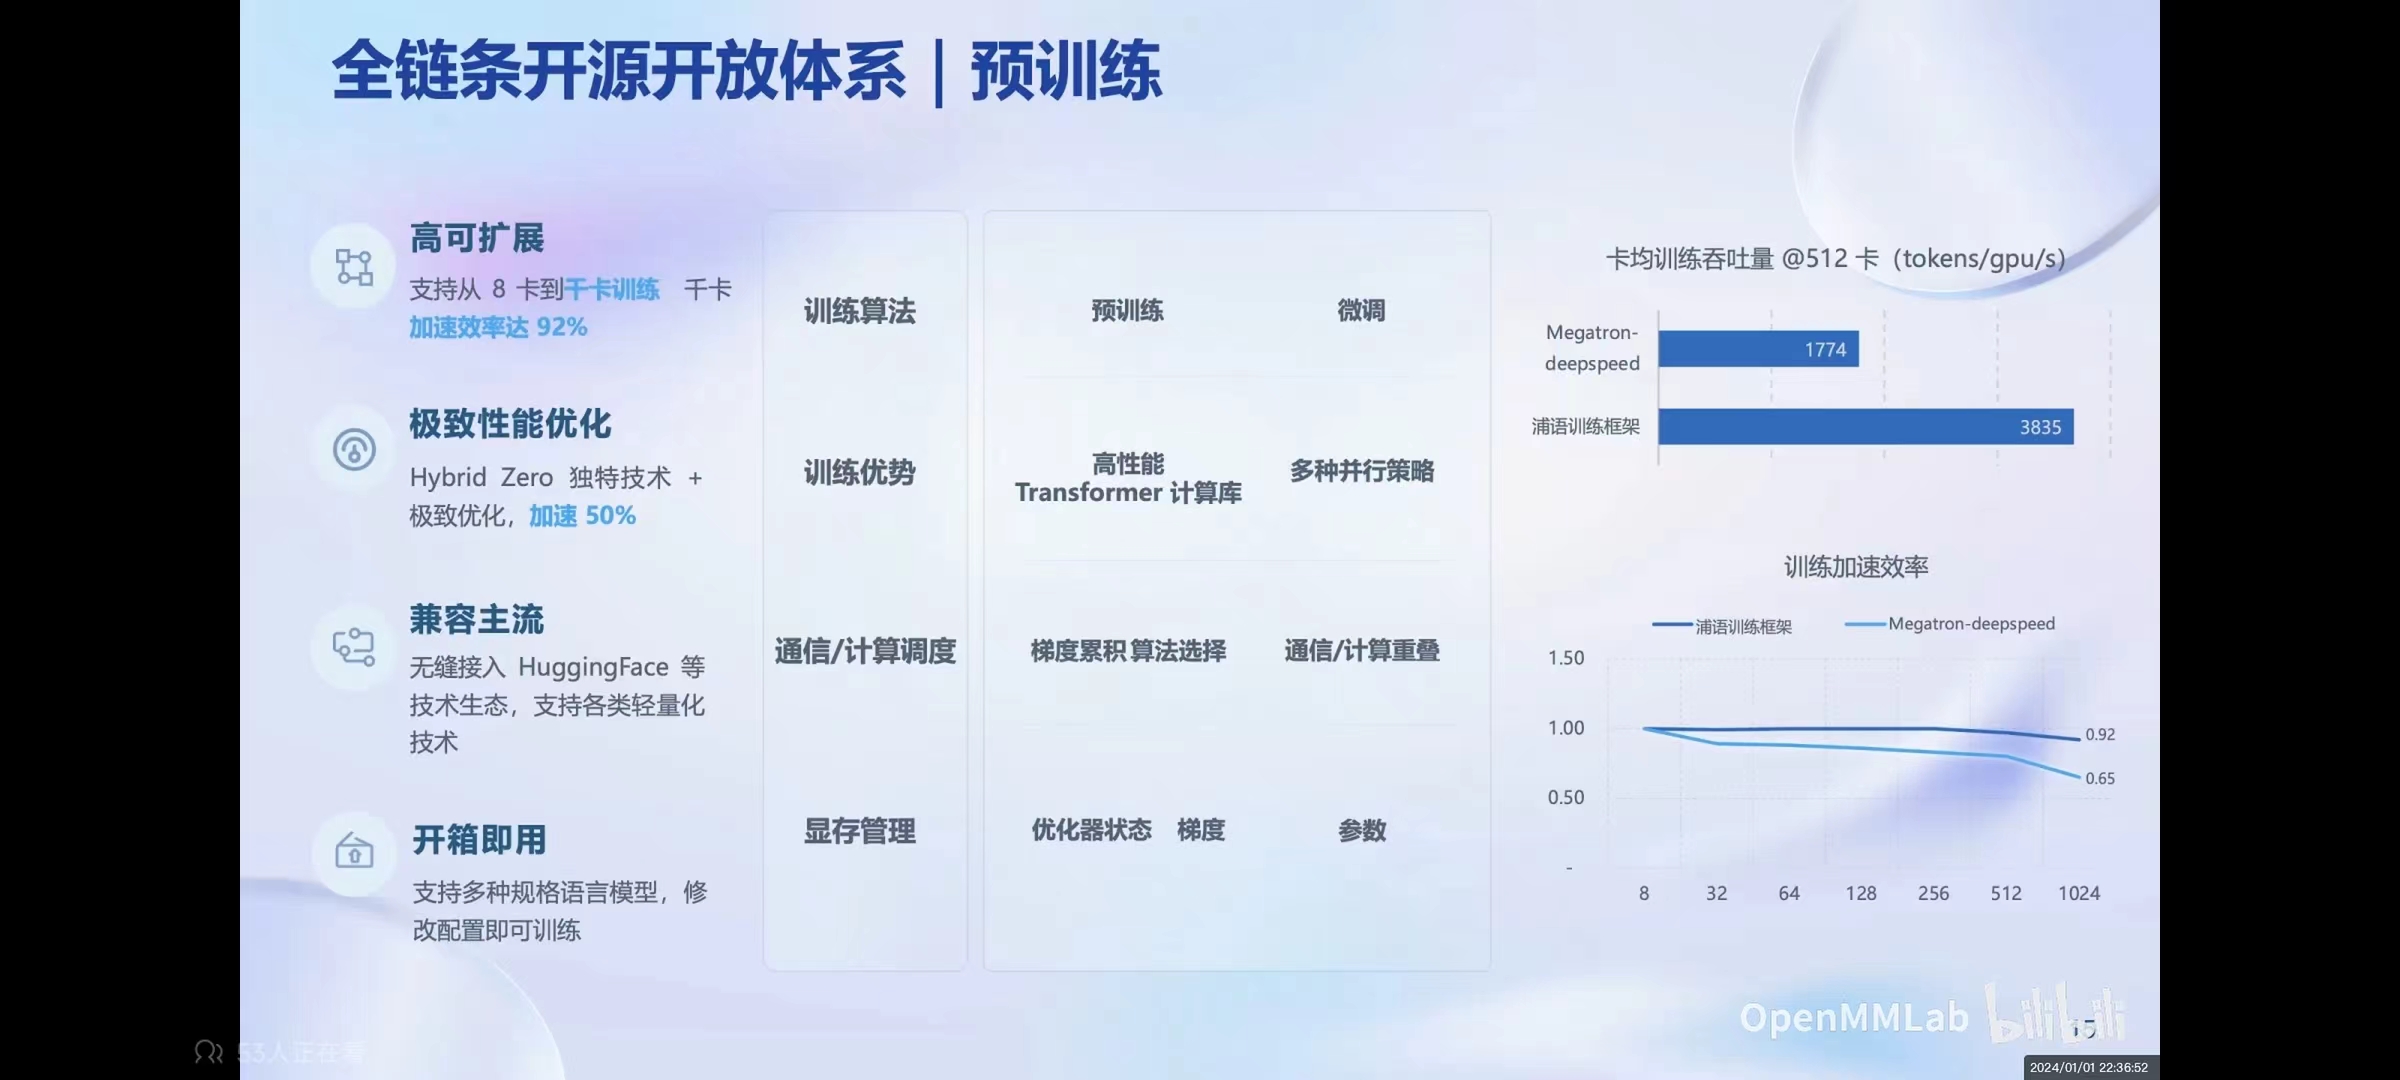 全链条开源开放体系｜预训练
高可扩展
支持从 8 卡到千卡训练 千卡
加速效率达 92%
极致性能优化
Hybrid Zero 独特技术 +
极致优化，加速 50%
兼容主流
无缝接入 HuggingFace 等
技术生态，支持各类轻量化
技术
开箱即用
支持多种规格语言模型，修
改配置即可训练
训练算法
预训练 微调
训练优势
高性能
Transformer 计算库
多种并行策略
通信/计算调度
梯度累积 算法选择 通信/计算重叠
显存管理
优化器状态 梯度 参数
卡均训练吞吐量 @512 卡（tokens/gpu/s）
Megatron-
deepspeed
1774
浦语训练框架
3835
训练加速效率
浦语训练框架 Megatron-deepspeed
1.50
1.00
0.92
0.65
0.50
-
8 32 64 128 256 512 1024
OpenMMLab bilibili
15
53人正在看
2024/01/01 22:36:52